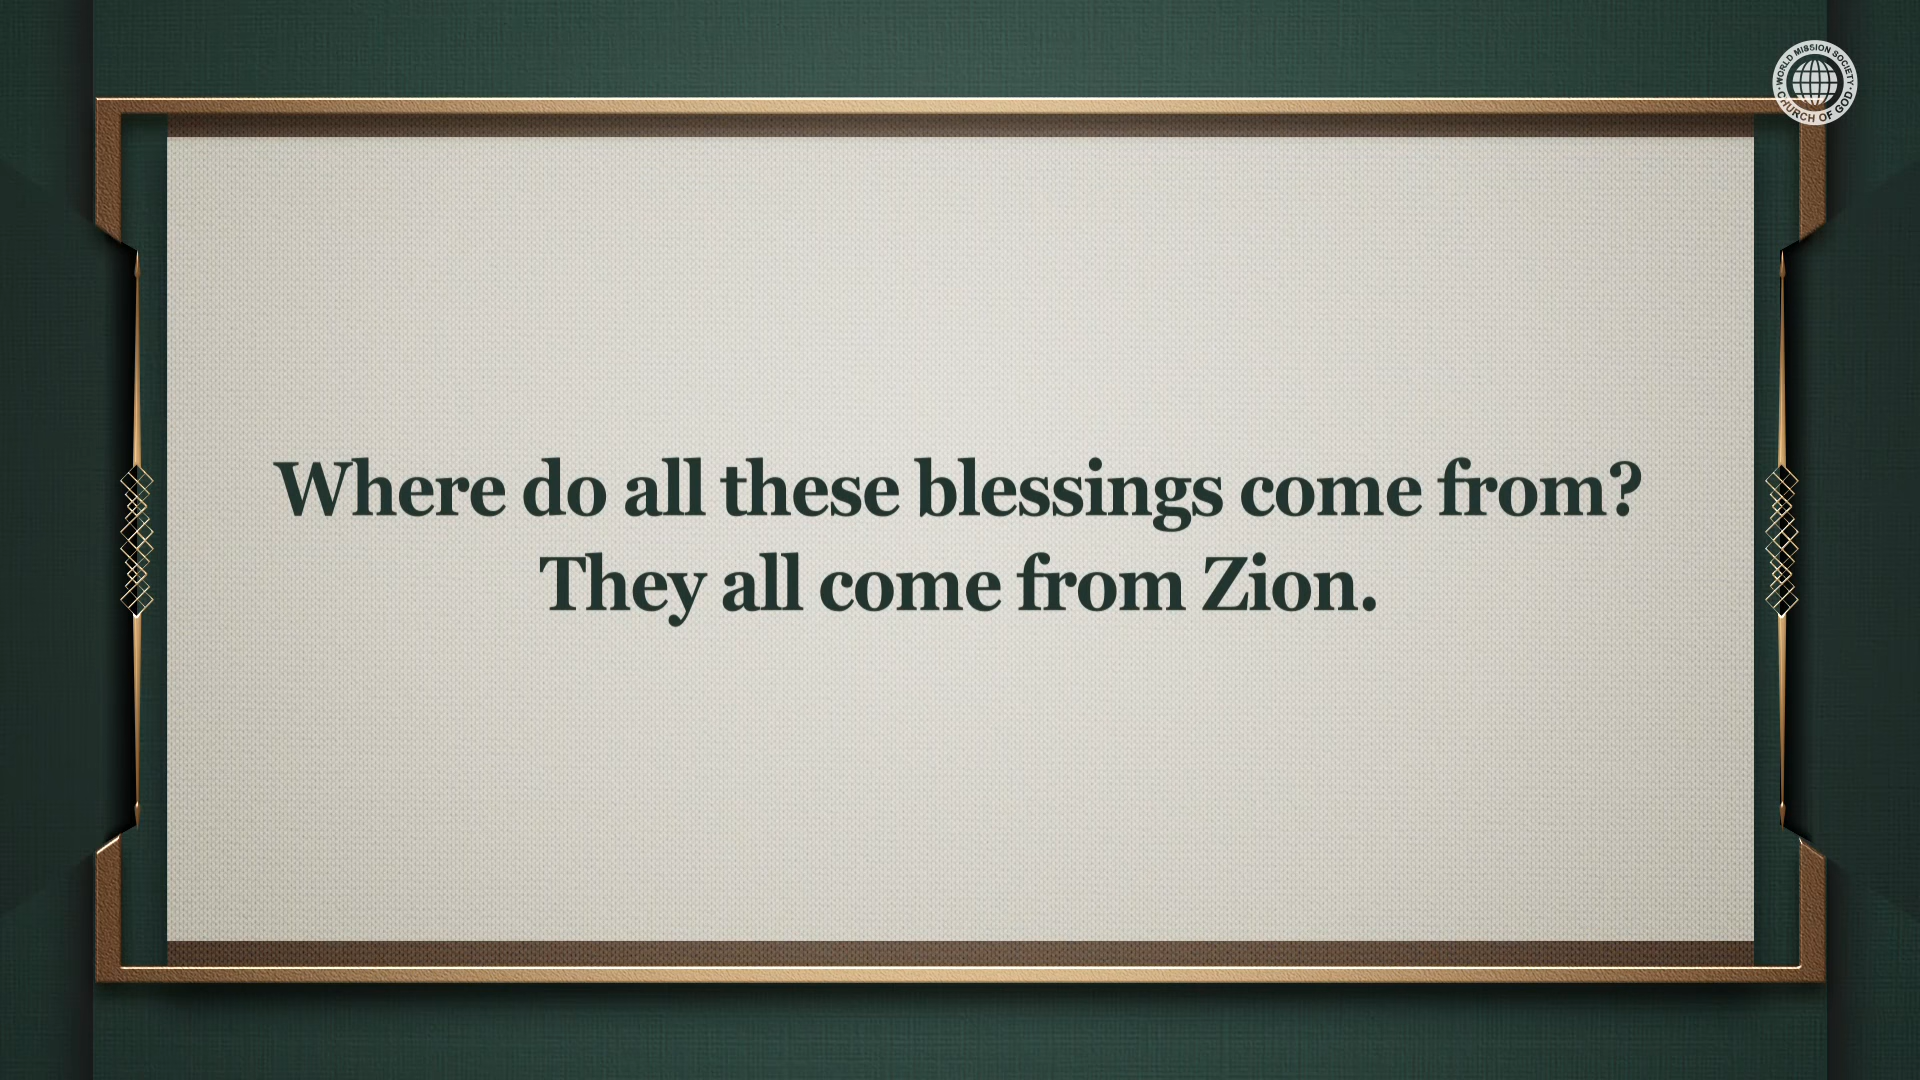 WORLD MISSION SOCIETY
CHURCH OF GOD
Where do all these blessings come from?
They all come from Zion.